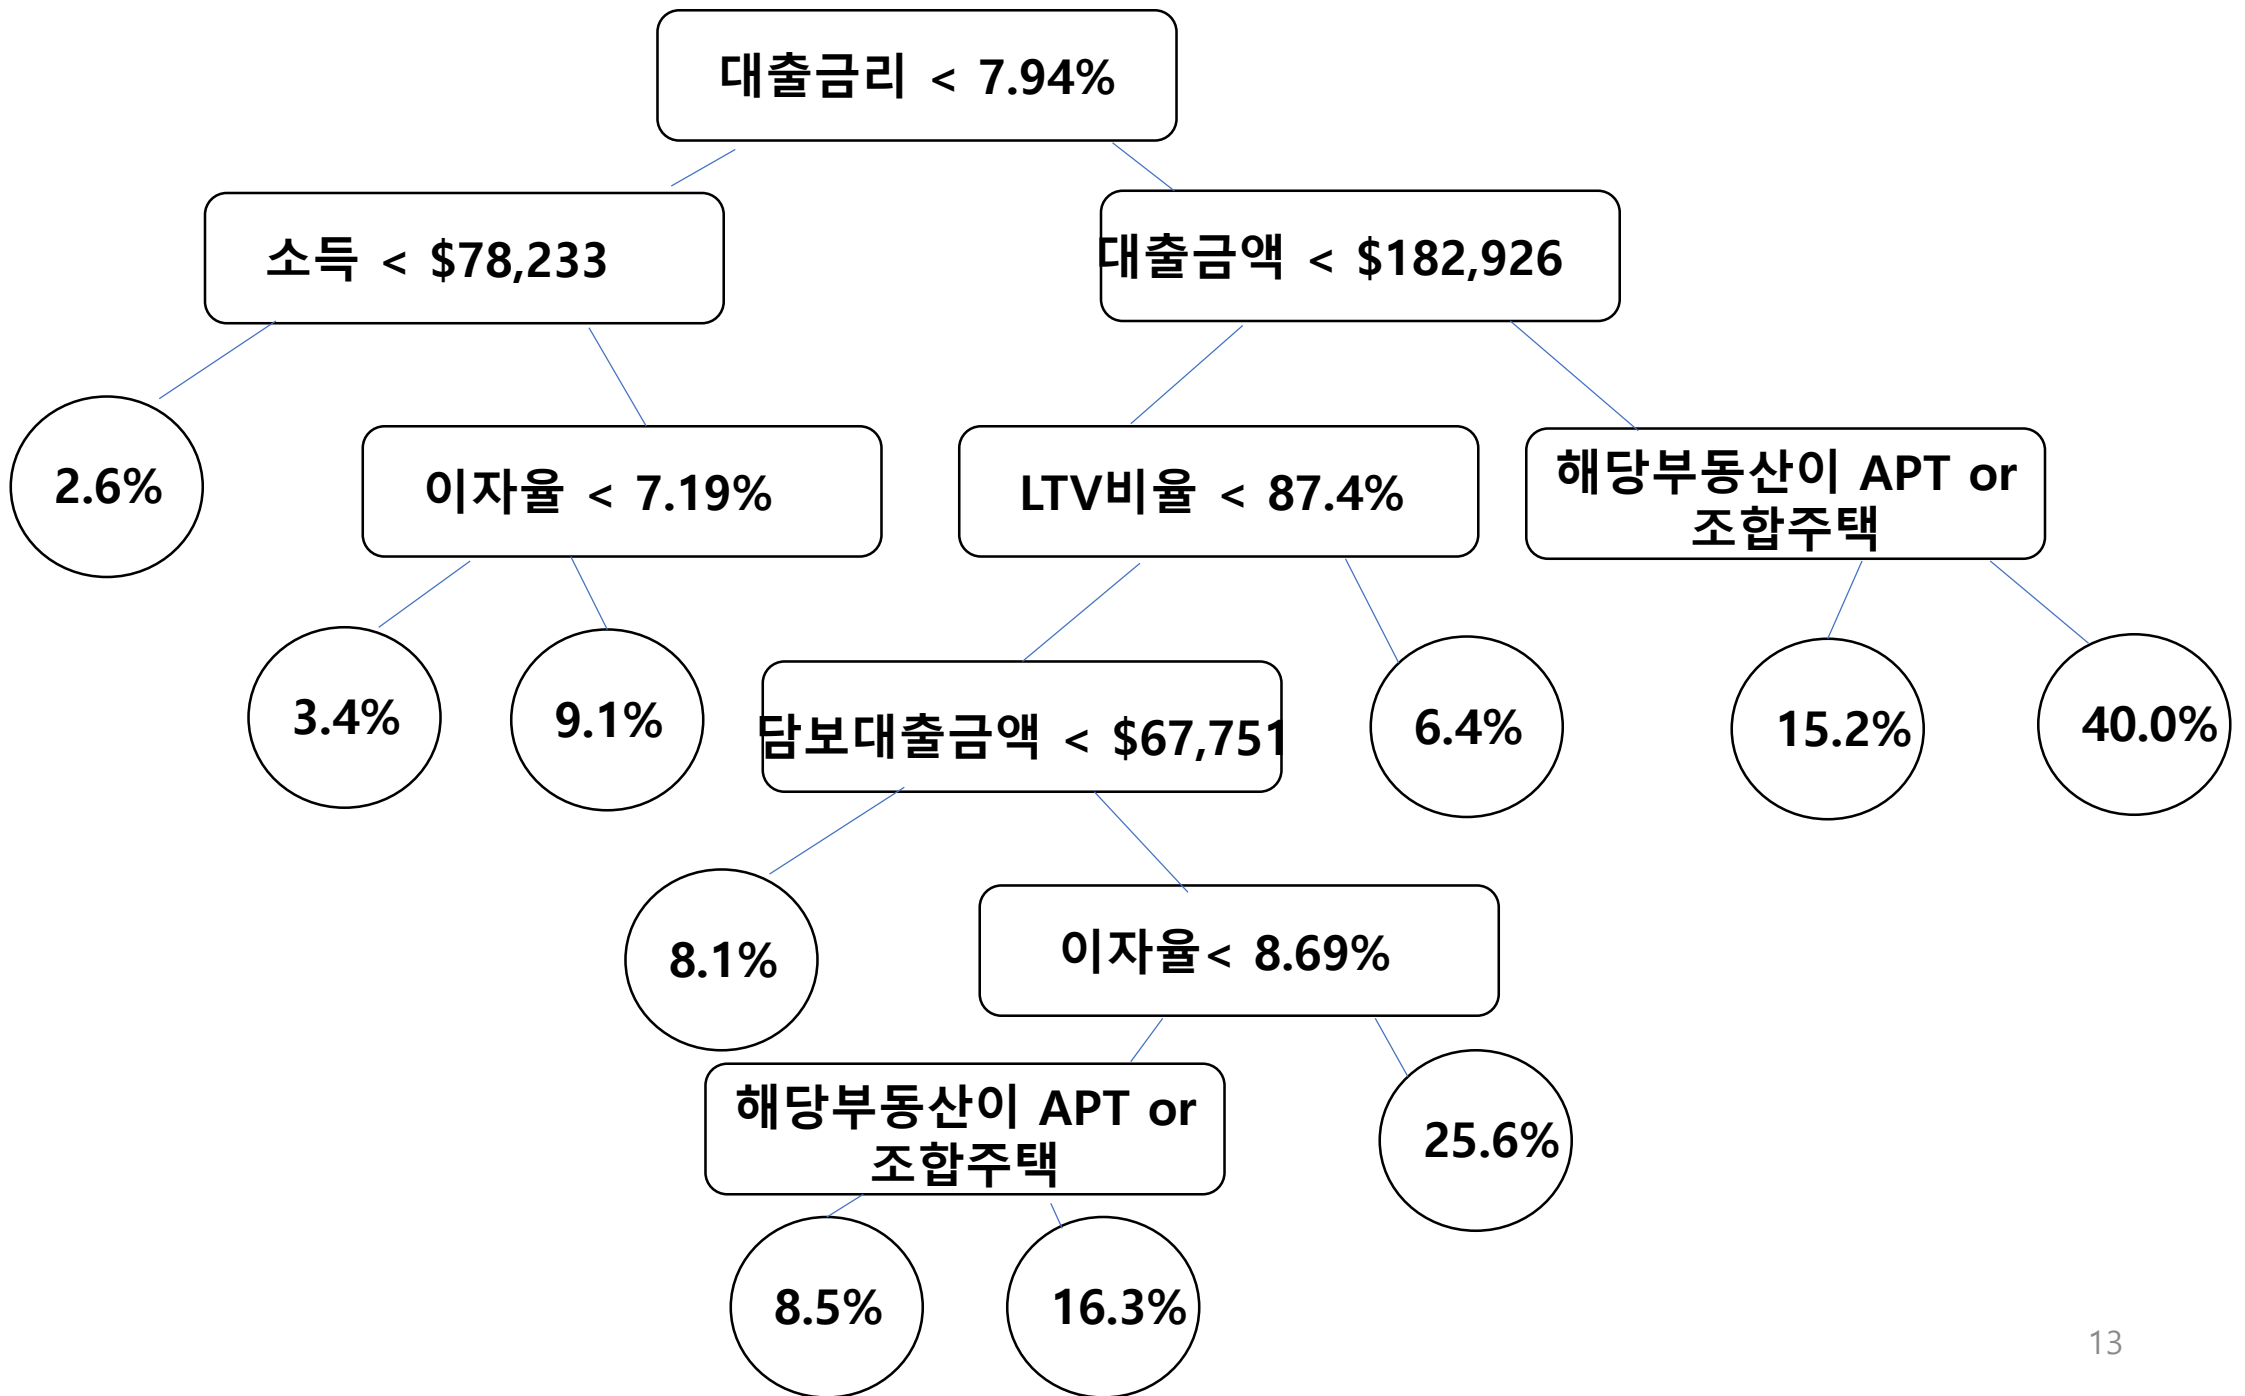 대출금리 < 7.94%
소득 < $78,233
대출금액 < $182,926
2.6%
이자율 < 7.19%
LTV비율 < 87.4%
해당부동산이 APT or
조합주택
3.4%
9.1%
담보대출금액 < $67,751
6.4%
15.2%
40.0%
8.1%
이자율< 8.69%
해당부동산이 APT or
조합주택
25.6%
8.5%
16.3%
13